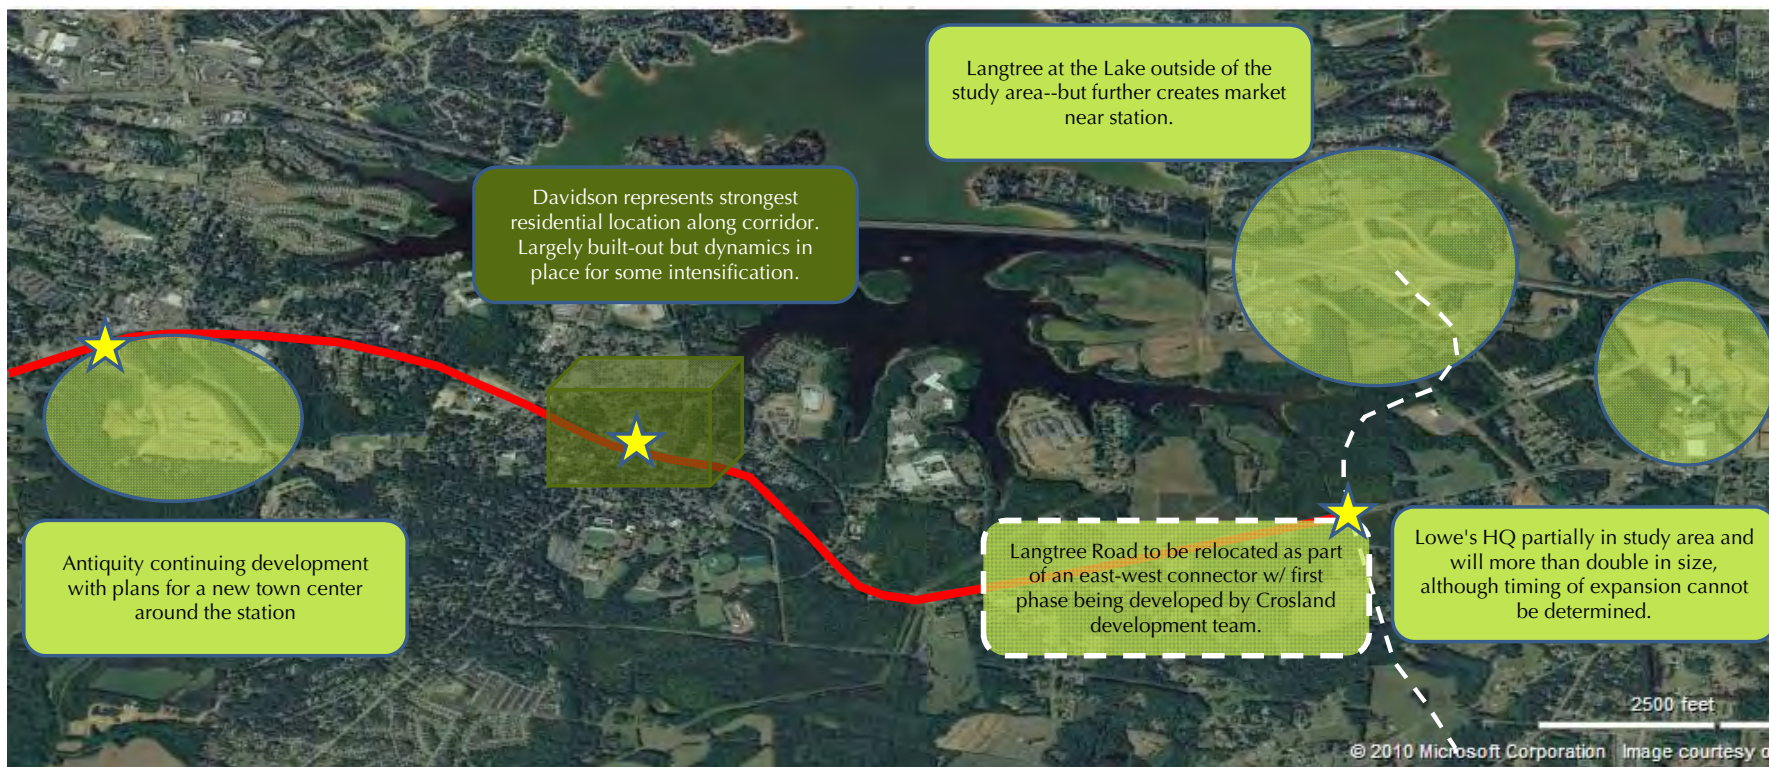 Langtree at the Lake outside of the
study area--but further creates market
near station.
Davidson represents strongest
residential location along corridor.
Largely built-out but dynamics in
place for some intensification.
Antiquity continuing development
with plans for a new town center
around the station
Langtree Road to be relocated as part
of an east-west connector w/ first
phase being developed by Crosland
development team.
Lowe's HQ partially in study area and
will more than double in size,
although timing of expansion cannot
be determined.
2500 feet
© 2010 Microsoft Corporation Image courtesy o